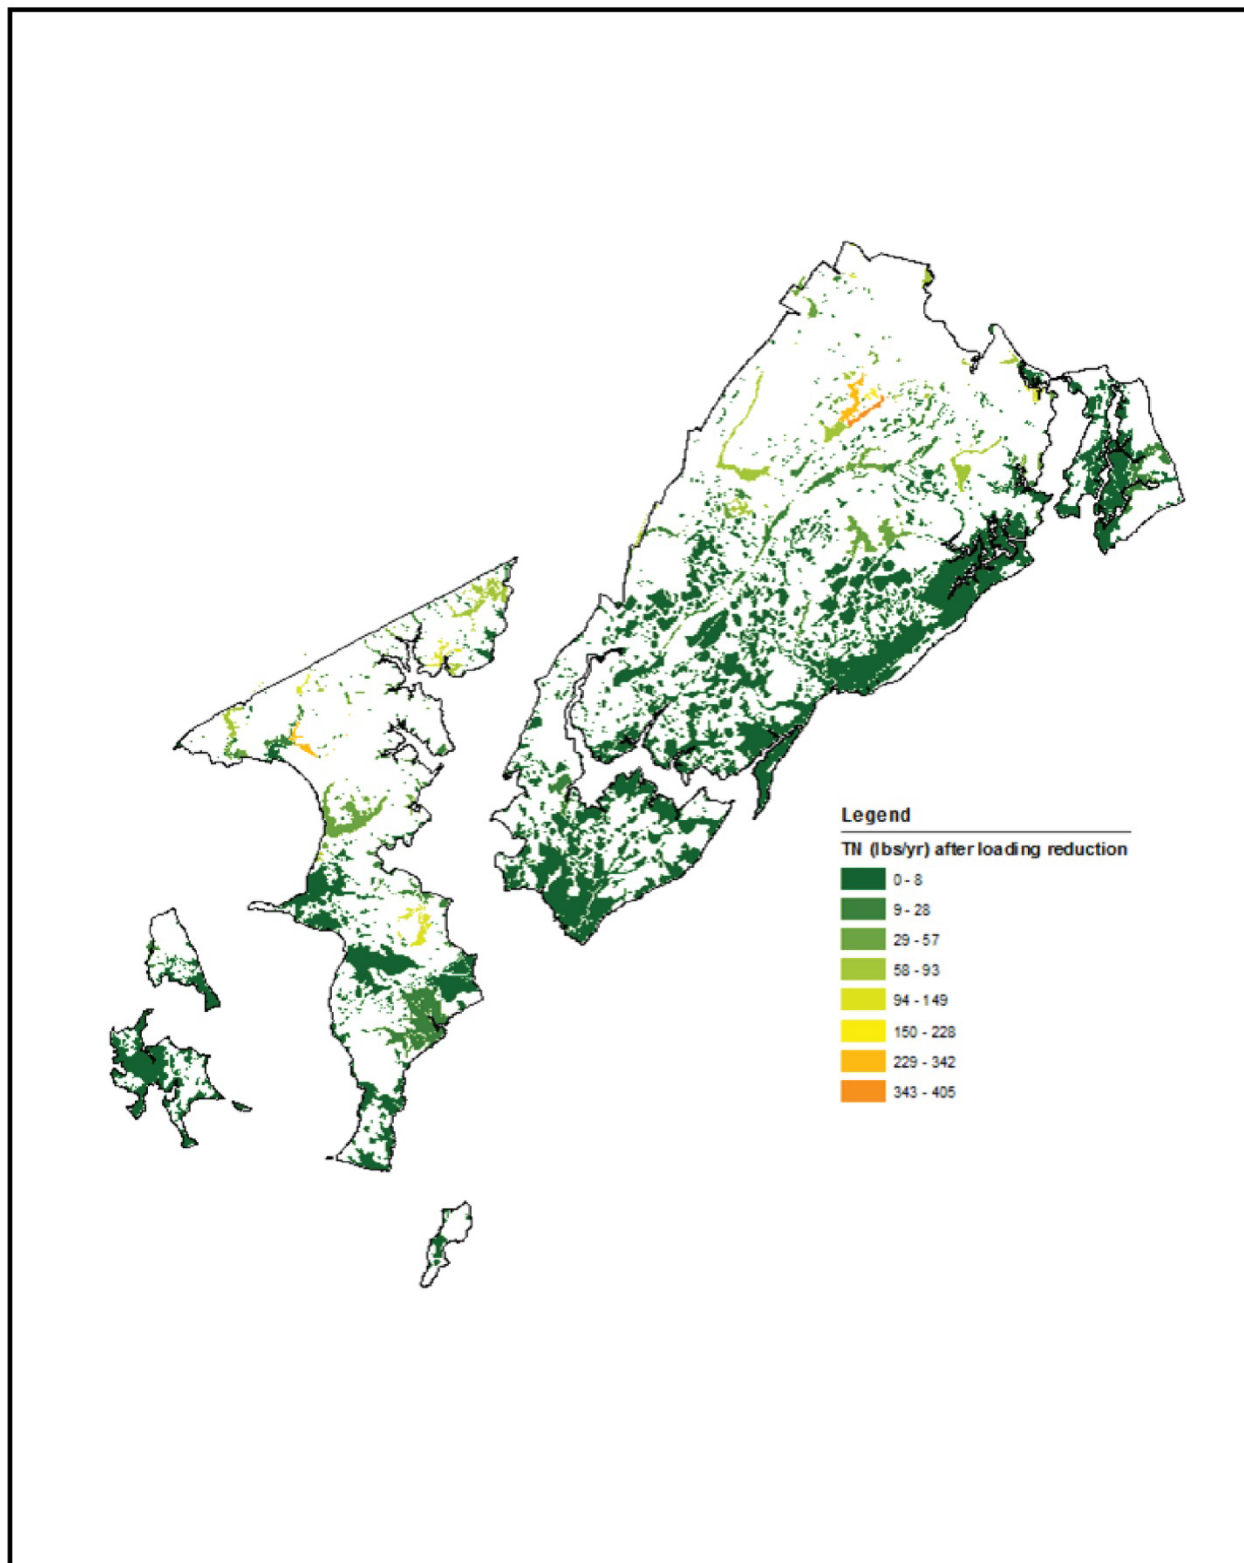 Legend
TN (lbs/yr) after loading reduction
0 - 8
9 - 28
29 - 57
58 - 93
94 - 149
150 - 228
229 - 342
343 - 405